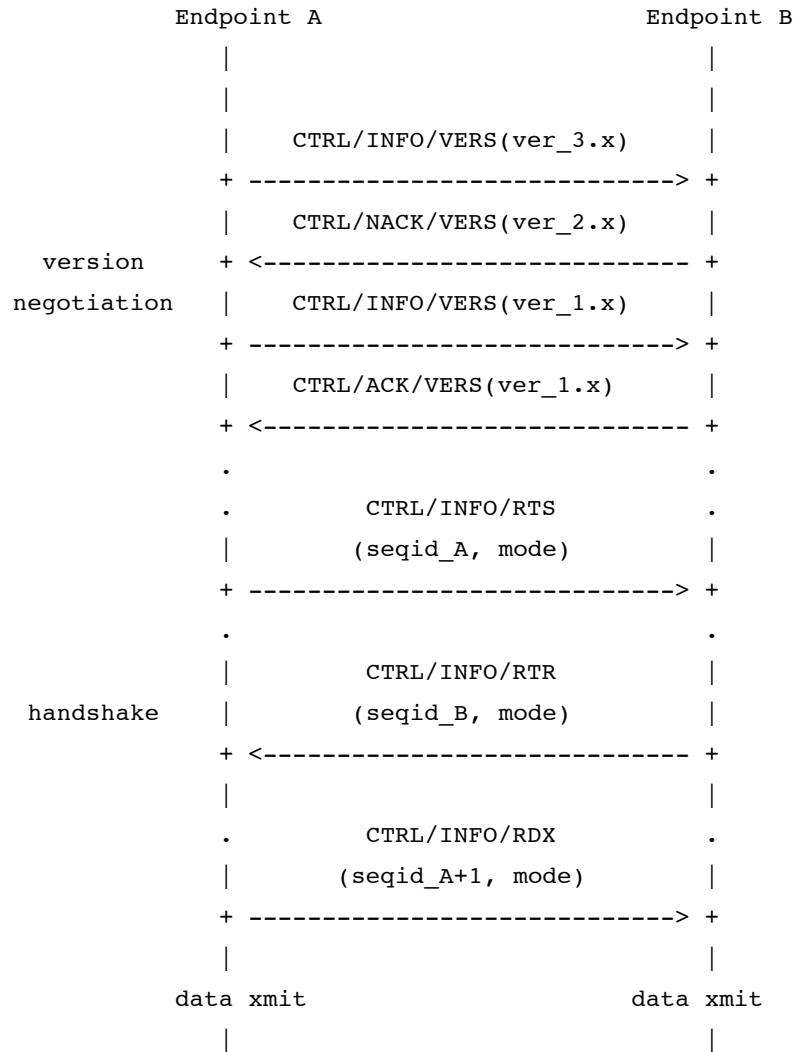 Endpoint A                      Endpoint B
|                                 |
|                                 |
|    CTRL/INFO/VERS(ver_3.x)      |
+ -----------------------------> +
|    CTRL/NACK/VERS(ver_2.x)      |
version     + <----------------------------- +
negotiation   |    CTRL/INFO/VERS(ver_1.x)      |
+ -----------------------------> +
|    CTRL/ACK/VERS(ver_1.x)       |
+ <----------------------------- +
.                                 .
.         CTRL/INFO/RTS           .
|        (seqid_A, mode)          |
+ -----------------------------> +
.                                 .
|         CTRL/INFO/RTR           |
handshake     |        (seqid_B, mode)          |
+ <----------------------------- +
|                                 |
.         CTRL/INFO/RDX           .
|       (seqid_A+1, mode)         |
+ -----------------------------> +
|                                 |
data xmit                      data xmit
|                                 |